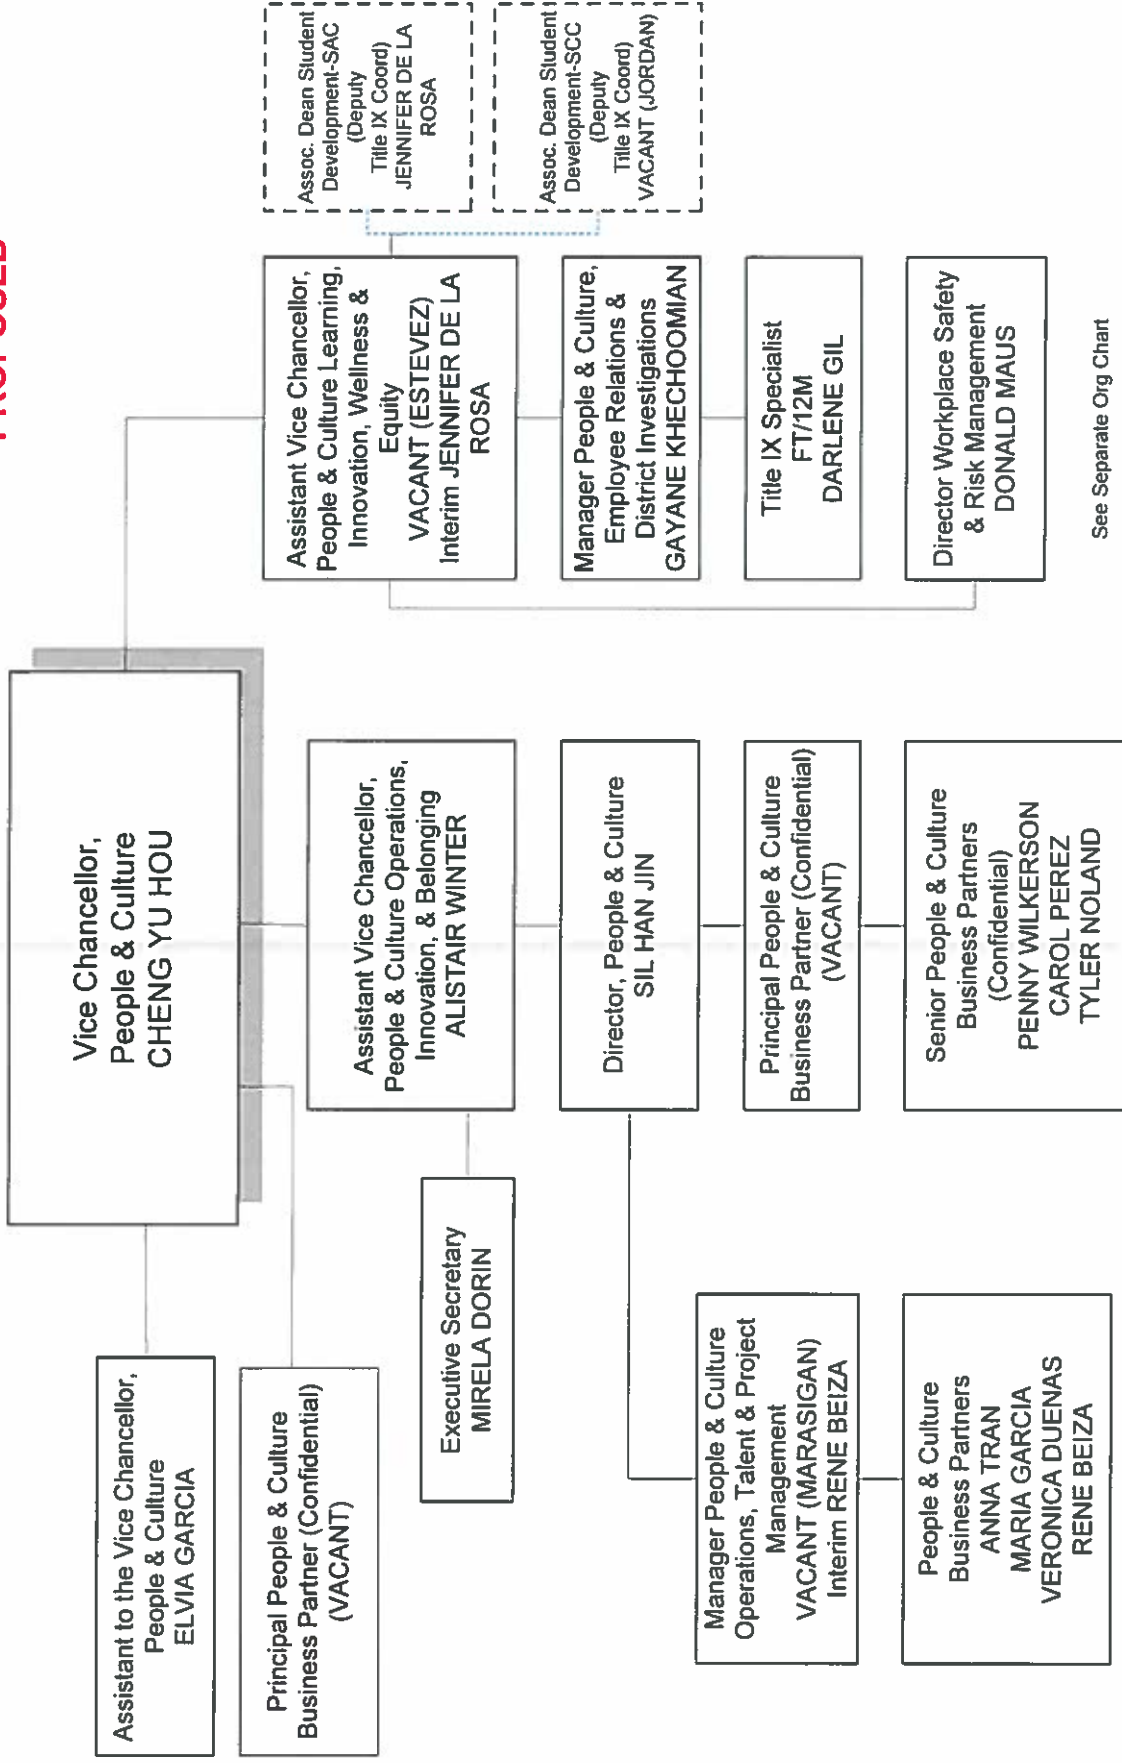 PROPOSED
Vice Chancellor,
People & Culture
CHENG YU HOU
Assistant to the Vice Chancellor,
People & Culture
ELVIA GARCIA
Principal People & Culture
Business Partner (Confidential)
(VACANT)
Executive Secretary
MIRELA DORIN
Assistant Vice Chancellor,
People & Culture Operations,
Innovation, & Belonging
ALISTAIR WINTER
Director, People & Culture
SIL HAN JIN
Manager People & Culture
Operations, Talent & Project
Management
VACANT (MARASIGAN)
Interim RENE BEIZA
People & Culture
Business Partners
ANNA TRAN
MARIA GARCIA
VERONICA DUENAS
RENE BEIZA
Principal People & Culture
Business Partner (Confidential)
(VACANT)
Senior People & Culture
Business Partners
(Confidential)
PENNY WILKERSON
CAROL PEREZ
TYLER NOLAND
Assistant Vice Chancellor,
People & Culture Learning,
Innovation, Wellness &
Equity
VACANT (ESTEVEZ)
Interim JENNIFER DE LA
ROSA
Manager People & Culture,
Employee Relations &
District Investigations
GAYANE KHECHOOMIAN
Title IX Specialist
FT/12M
DARLENE GIL
Director Workplace Safety
& Risk Management
DONALD MAUS
See Separate Org Chart
Assoc. Dean Student
Development-SAC
(Deputy
Title IX Coord)
JENNIFER DE LA
ROSA
Assoc. Dean Student
Development-SCC
(Deputy
Title IX Coord)
VACANT (JORDAN)